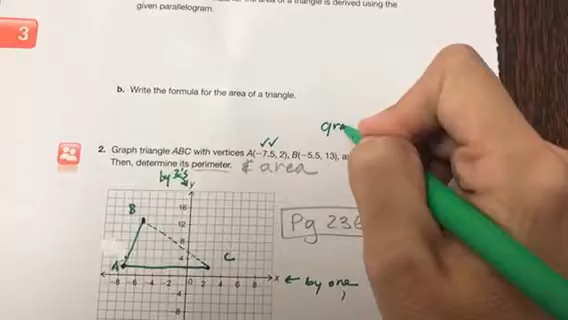 given parallelogram.
3
b. Write the formula for the area of a triangle.
2. Graph triangle ABC with vertices A(−7.5, 2), B(−5.5, 13),
Then, determine its perimeter. & area
by 2's
y
16
B
12
8
Pg 236
4
A
C
-8 -6 -4 -2 0 2 4 6 8 x ← by one
-4
-8